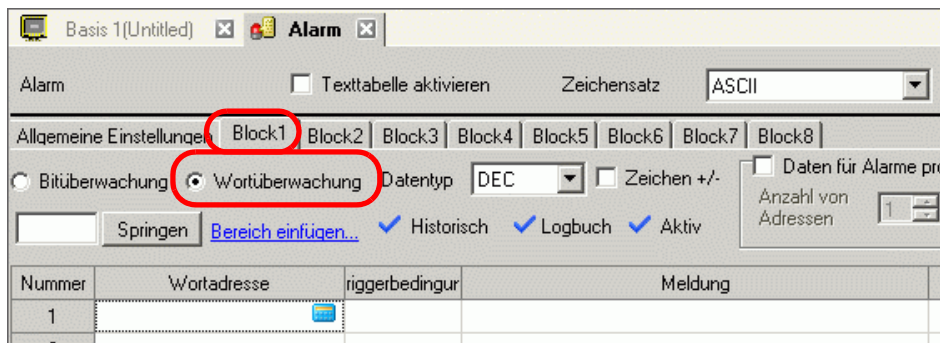 Basis 1(Untitled) Alarm
Alarm Texttabelle aktivieren Zeichensatz ASCII
Allgemeine Einstellungen Block1 Block2 Block3 Block4 Block5 Block6 Block7 Block8
Bitüberwachung Wortüberwachung Datentyp DEC Zeichen +/- Daten für Alarme pro
Anzahl von Adressen 1
Springen Bereich einfügen... Historisch Logbuch Aktiv
Nummer Wortadresse riggerbedingur Meldung
1